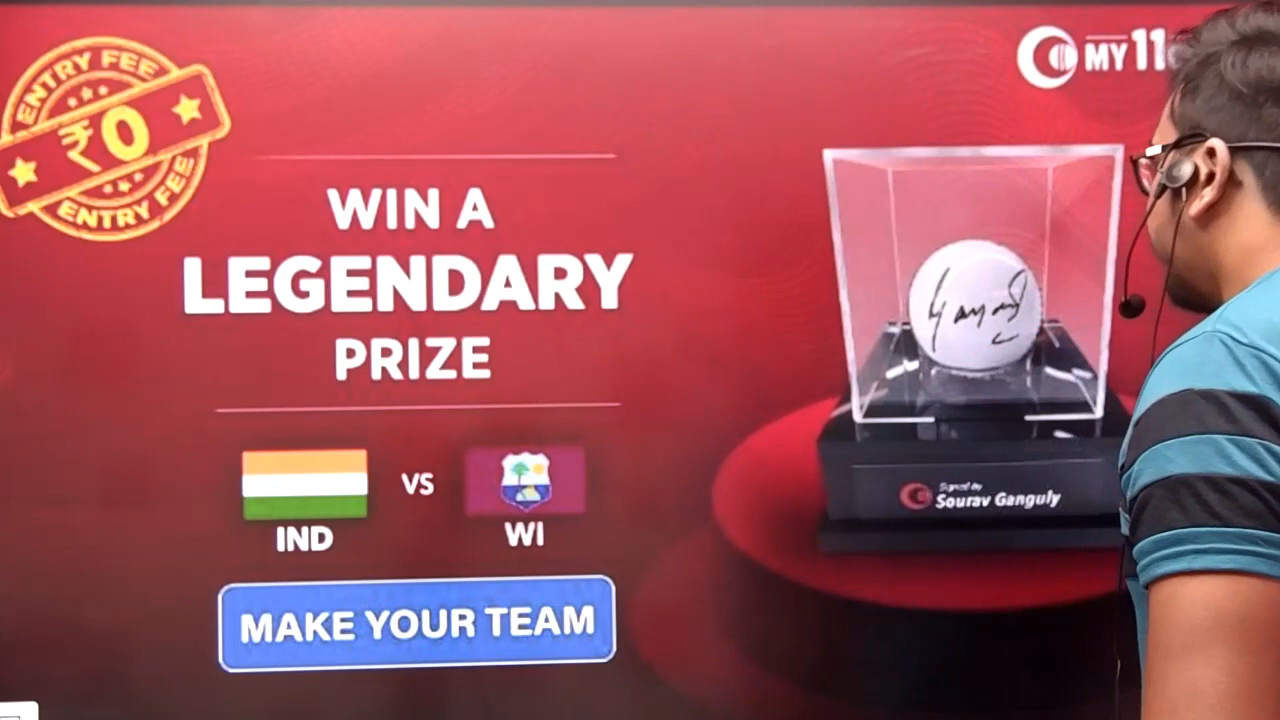 ENTRY FEE
₹0
ENTRY FEE
MY11
WIN A
LEGENDARY
PRIZE
IND
VS
WI
MAKE YOUR TEAM
Signed by
Sourav Ganguly